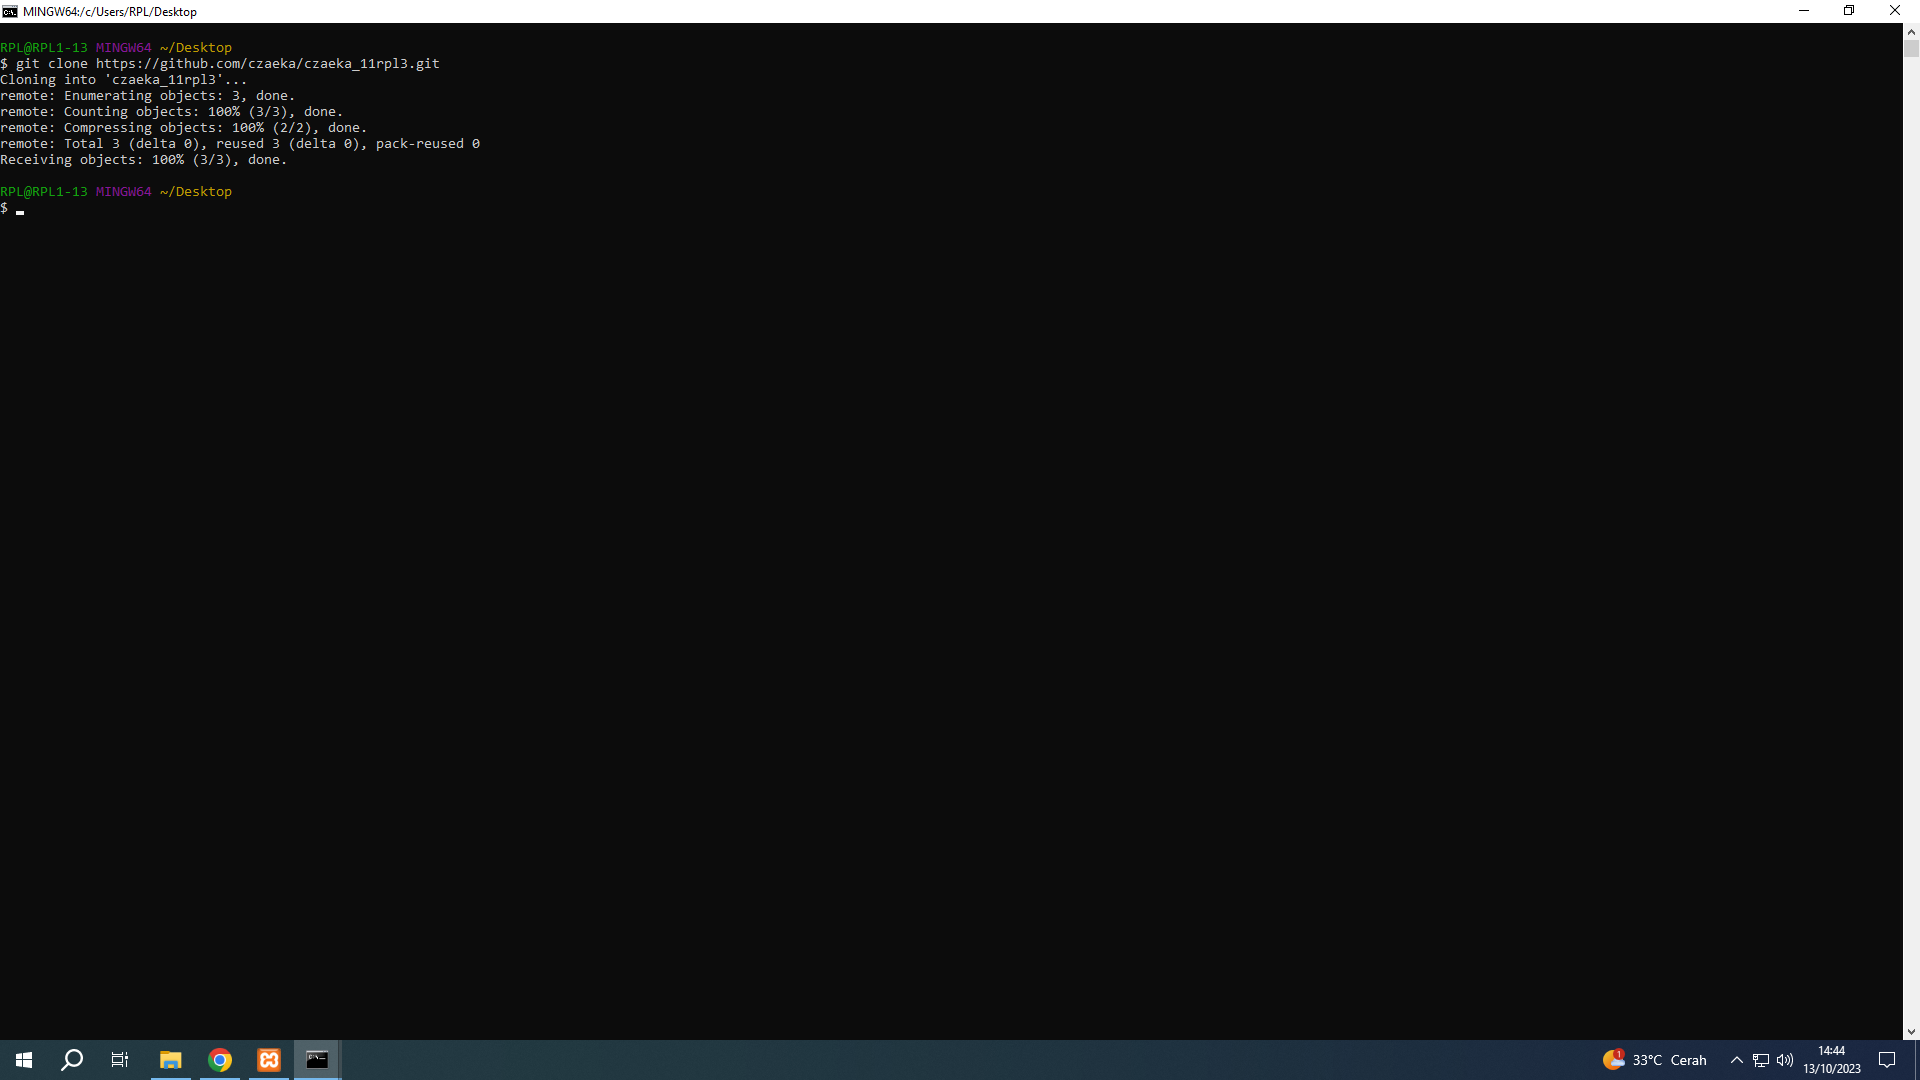 MINGW64:/c/Users/RPL/Desktop
RPL@RPL1-13 MINGW64 ~/Desktop
$ git clone https://github.com/czaeka/czaeka_11rpl3.git
Cloning into 'czaeka_11rpl3'...
remote: Enumerating objects: 3, done.
remote: Counting objects: 100% (3/3), done.
remote: Compressing objects: 100% (2/2), done.
remote: Total 3 (delta 0), reused 3 (delta 0), pack-reused 0
Receiving objects: 100% (3/3), done.
RPL@RPL1-13 MINGW64 ~/Desktop
$
1
33°C Cerah
14:44
13/10/2023